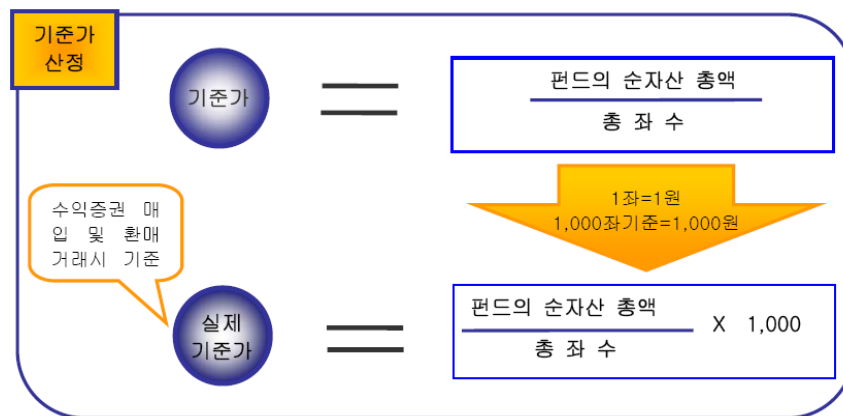 기준가
산정
기준가
펀드의 순자산 총액
총 좌 수
1좌=1원
1,000좌기준=1,000원
수익증권 매
입 및 환매
거래시 기준
실제
기준가
펀드의 순자산 총액
총 좌 수
X 1,000